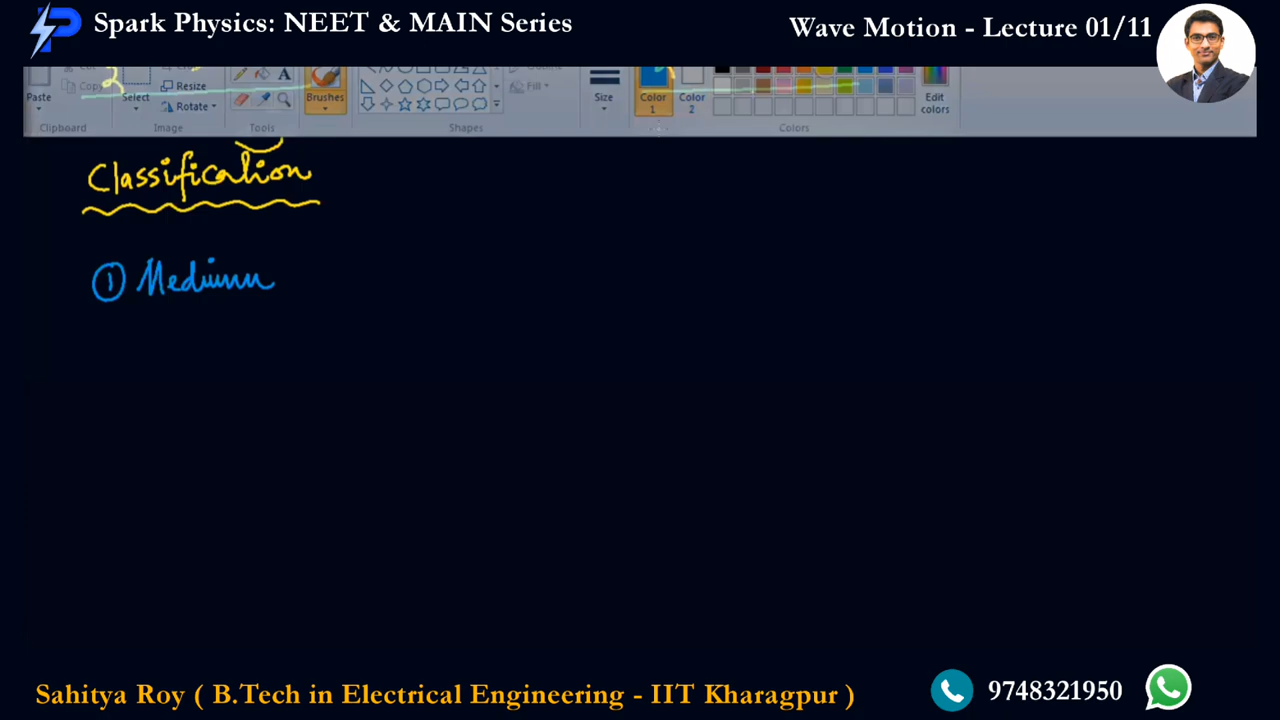 Spark Physics: NEET & MAIN Series
Wave Motion - Lecture 01/11
Paste
Select
Resize
Rotate
Brushes
Fill
Size
Color 1
Color 2
Edit colors
Clipboard
Image
Tools
Shapes
Colors
Classification
① Medium
Sahitya Roy ( B.Tech in Electrical Engineering - IIT Kharagpur )
9748321950